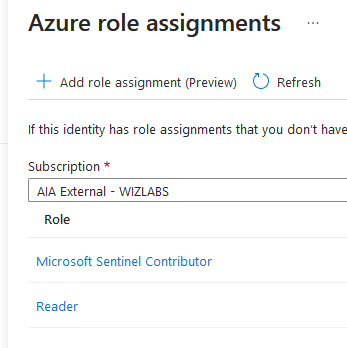 Azure role assignments ...
+ Add role assignment (Preview) Refresh
If this identity has role assignments that you don't have
Subscription *
AIA External - WIZLABS
Role
Microsoft Sentinel Contributor
Reader